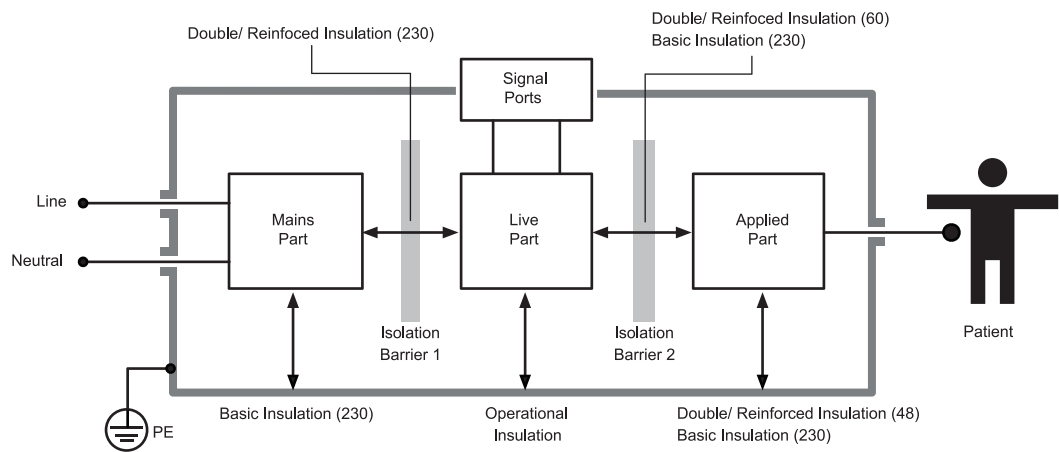 Double/ Reinfoced Insulation (230)
Double/ Reinfoced Insulation (60)
Basic Insulation (230)
Signal
Ports
Line
Neutral
Mains
Part
Live
Part
Applied
Part
Isolation
Barrier 1
Isolation
Barrier 2
Patient
PE
Basic Insulation (230)
Operational
Insulation
Double/ Reinforced Insulation (48)
Basic Insulation (230)